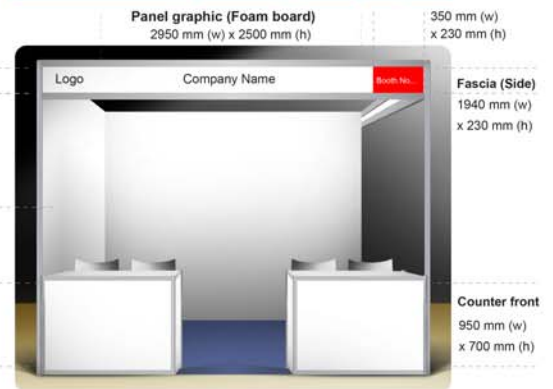 Panel graphic (Foam board)
2950 mm (w) x 2500 mm (h)
350 mm (w)
x 230 mm (h)
Logo
Company Name
Booth No...
Fascia (Side)
1940 mm (w)
x 230 mm (h)
Counter front
950 mm (w)
x 700 mm (h)